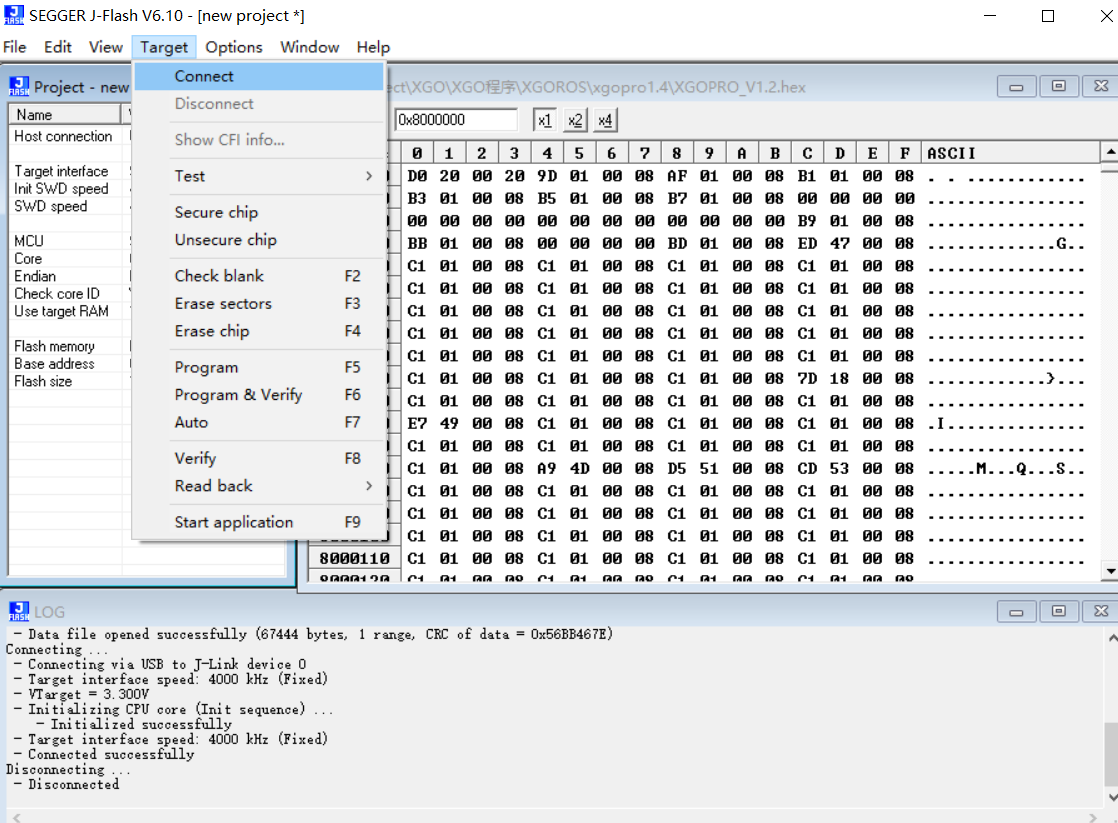 SEGGER J-Flash V6.10 - [new project *]
File Edit View Target Options Window Help
Project - new
ect\XGO\XGO程序\XGOROS\xgopro1.4\XGOPRO_V1.2.hex
Name
Host connection
Target interface
Init SWD speed
SWD speed
MCU
Core
Endian
Check core ID
Use target RAM
Flash memory
Base address
Flash size
Connect
Disconnect
Show CFI info...
Test >
Secure chip
Unsecure chip
Check blank F2
Erase sectors F3
Erase chip F4
Program F5
Program & Verify F6
Auto F7
Verify F8
Read back >
Start application F9
0x8000000 x1 x2 x4
0 1 2 3 4 5 6 7 8 9 A B C D E F ASCII
D0 20 00 20 9D 01 00 08 AF 01 00 08 B1 01 00 08 . . ............
B3 01 00 08 B5 01 00 08 B7 01 00 08 00 00 00 00 ................
00 00 00 00 00 00 00 00 00 00 00 00 B9 01 00 08 ................
BB 01 00 08 00 00 00 00 BD 01 00 08 ED 47 00 08 .............G..
C1 01 00 08 C1 01 00 08 C1 01 00 08 C1 01 00 08 ................
C1 01 00 08 C1 01 00 08 C1 01 00 08 C1 01 00 08 ................
C1 01 00 08 C1 01 00 08 C1 01 00 08 C1 01 00 08 ................
C1 01 00 08 C1 01 00 08 C1 01 00 08 C1 01 00 08 ................
C1 01 00 08 C1 01 00 08 C1 01 00 08 C1 01 00 08 ................
C1 01 00 08 C1 01 00 08 C1 01 00 08 7D 18 00 08 ............}...
C1 01 00 08 C1 01 00 08 C1 01 00 08 C1 01 00 08 ................
E7 49 00 08 C1 01 00 08 C1 01 00 08 C1 01 00 08 .I..............
C1 01 00 08 C1 01 00 08 C1 01 00 08 C1 01 00 08 ................
C1 01 00 08 A9 4D 00 08 D5 51 00 08 CD 53 00 08 .....M...Q...S..
C1 01 00 08 C1 01 00 08 C1 01 00 08 C1 01 00 08 ................
C1 01 00 08 C1 01 00 08 C1 01 00 08 C1 01 00 08 ................
C1 01 00 08 C1 01 00 08 C1 01 00 08 C1 01 00 08 ................
8000110 C1 01 00 08 C1 01 00 08 C1 01 00 08 C1 01 00 08 ................
8000120 C1 01 00 08 C1 01 00 08 C1 01 00 08 C1 01 00 08
LOG
- Data file opened successfully (67444 bytes, 1 range, CRC of data = 0x56BB467E)
Connecting ...
- Connecting via USB to J-Link device 0
- Target interface speed: 4000 kHz (Fixed)
- VTarget = 3.300V
- Initializing CPU core (Init sequence) ...
- Initialized successfully
- Target interface speed: 4000 kHz (Fixed)
- Connected successfully
Disconnecting ...
- Disconnected